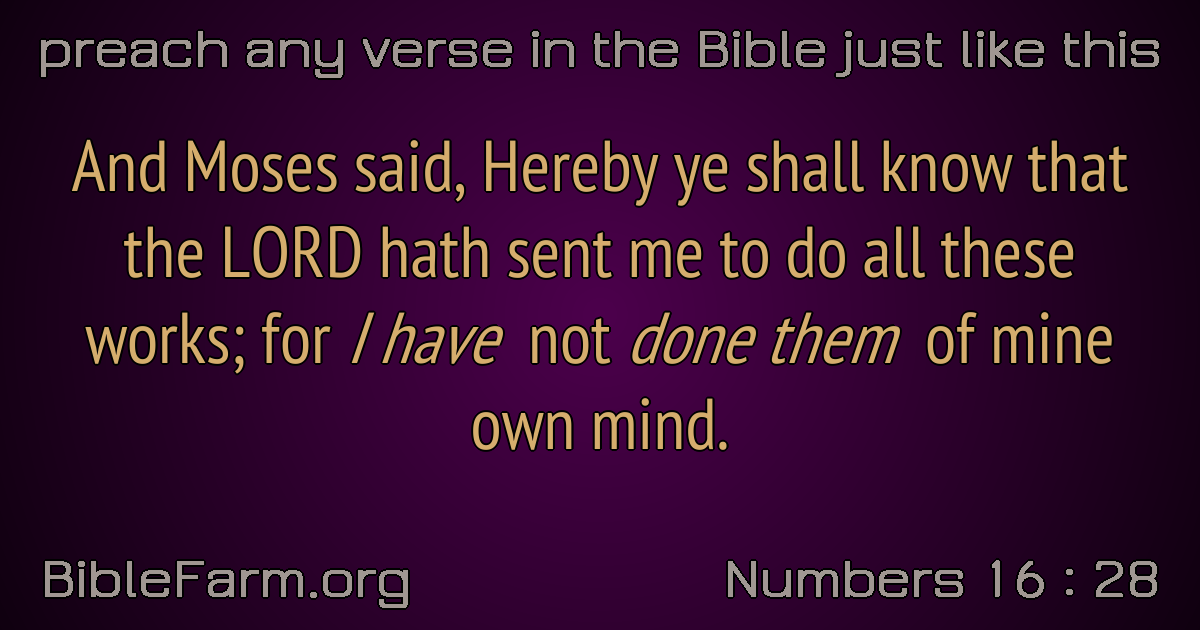 preach any verse in the Bible just like this
And Moses said, Hereby ye shall know that
the LORD hath sent me to do all these
works; for I have not done them of mine
own mind.
BibleFarm.org
Numbers 16 : 28